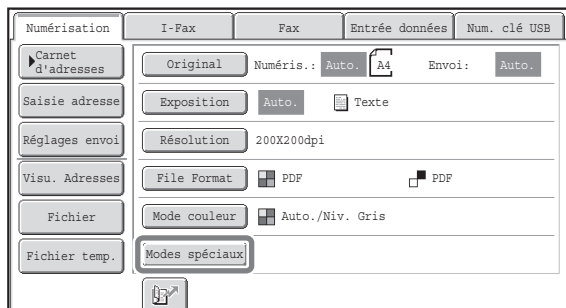 Numérisation I-Fax Fax Entrée données Num. clé USB
Carnet d'adresses
Original Numéris.: Auto. A4 Envoi: Auto.
Saisie adresse
Exposition Auto. Texte
Réglages envoi
Résolution 200X200dpi
Visu. Adresses
File Format PDF PDF
Fichier
Mode couleur Auto./Niv. Gris
Fichier temp.
Modes spéciaux